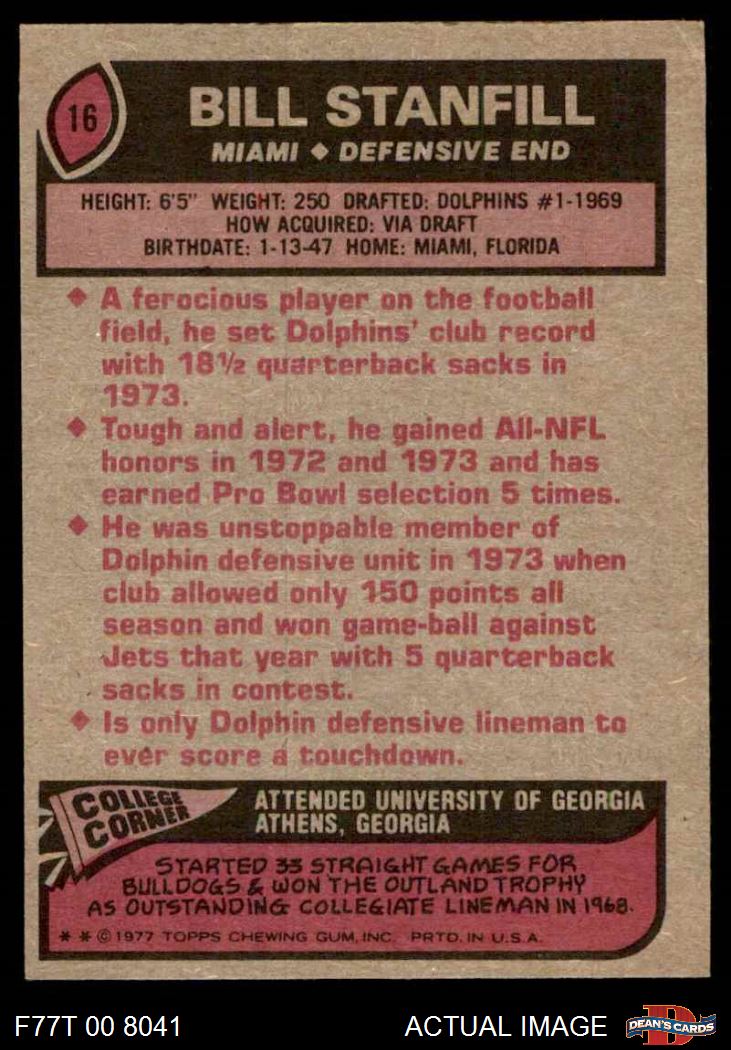 16
BILL STANFILL
MIAMI ◆ DEFENSIVE END
HEIGHT: 6'5" WEIGHT: 250 DRAFTED: DOLPHINS #1-1969
HOW ACQUIRED: VIA DRAFT
BIRTHDATE: 1-13-47 HOME: MIAMI, FLORIDA
◆ A ferocious player on the football
field, he set Dolphins' club record
with 18½ quarterback sacks in
1973.
◆ Tough and alert, he gained All-NFL
honors in 1972 and 1973 and has
earned Pro Bowl selection 5 times.
◆ He was unstoppable member of
Dolphin defensive unit in 1973 when
club allowed only 150 points all
season and won game-ball against
Jets that year with 5 quarterback
sacks in contest.
◆ Is only Dolphin defensive lineman to
ever score a touchdown.
COLLEGE
CORNER
ATTENDED UNIVERSITY OF GEORGIA
ATHENS, GEORGIA
STARTED 33 STRAIGHT GAMES FOR
BULLDOGS & WON THE OUTLAND TROPHY
AS OUTSTANDING COLLEGIATE LINEMAN IN 1968.
* * © 1977 TOPPS CHEWING GUM, INC. PRTD. IN U.S.A.
F77T 00 8041
ACTUAL IMAGE
D
DEAN'S CARDS